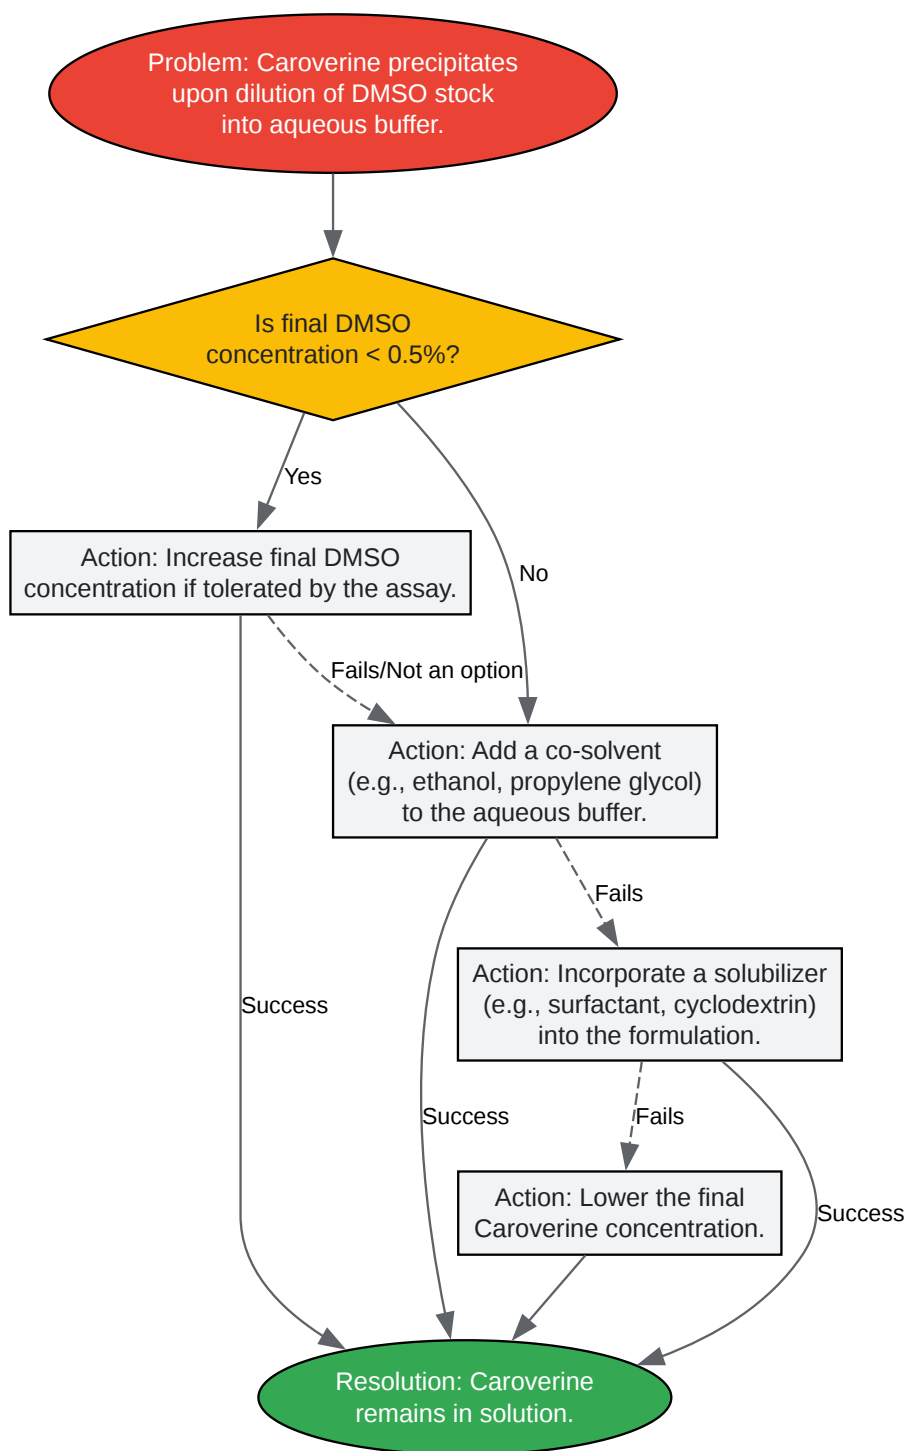 Problem: Caroverine precipitates
upon dilution of DMSO stock
into aqueous buffer.
Is final DMSO
concentration < 0.5%?
Yes
Action: Increase final DMSO
concentration if tolerated by the assay.
No
Fails/Not an option
Action: Add a co-solvent
(e.g., ethanol, propylene glycol)
to the aqueous buffer.
Fails
Action: Incorporate a solubilizer
(e.g., surfactant, cyclodextrin)
into the formulation.
Success
Success
Fails
Action: Lower the final
Caroverine concentration.
Success
Resolution: Caroverine
remains in solution.